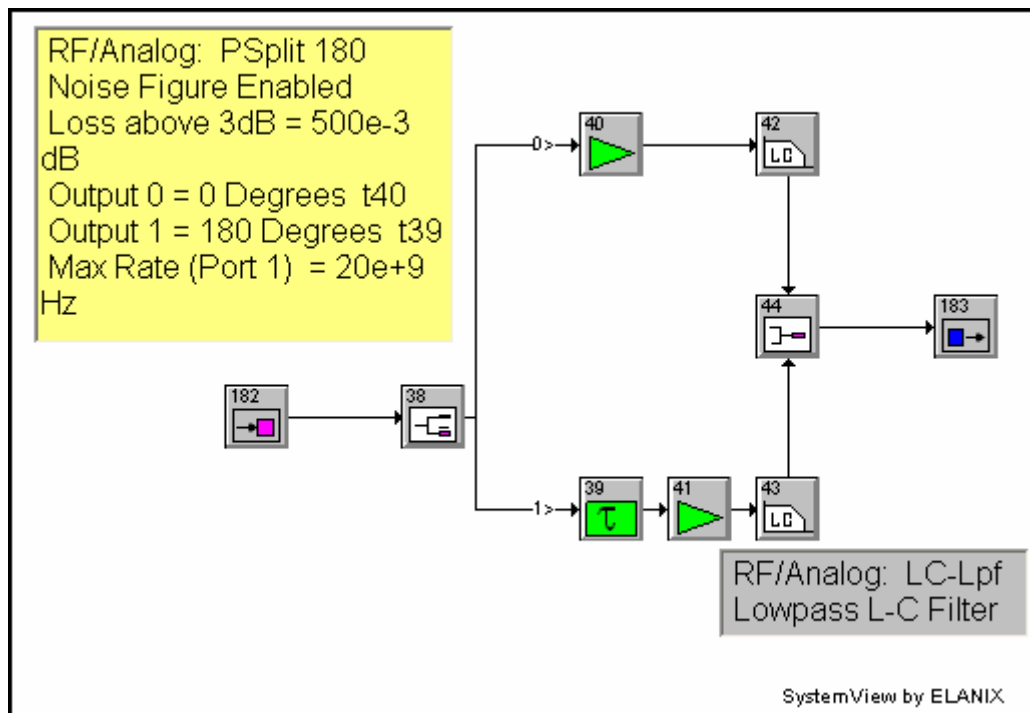 RF/Analog:  PSplit 180
Noise Figure Enabled
Loss above 3dB = 500e-3
dB
Output 0 = 0 Degrees  t40
Output 1 = 180 Degrees  t39
Max Rate (Port 1)  = 20e+9
Hz
40
42
LC
0>
44
183
182
38
39
41
43
1>
τ
LC
RF/Analog:  LC-Lpf
Lowpass L-C Filter
SystemView by ELANIX